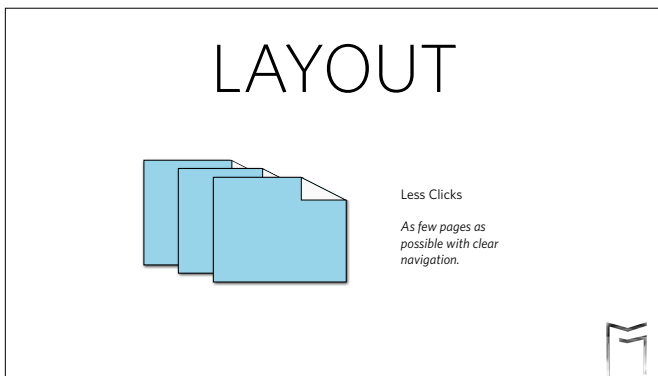 LAYOUT
Less Clicks
As few pages as
possible with clear
navigation.